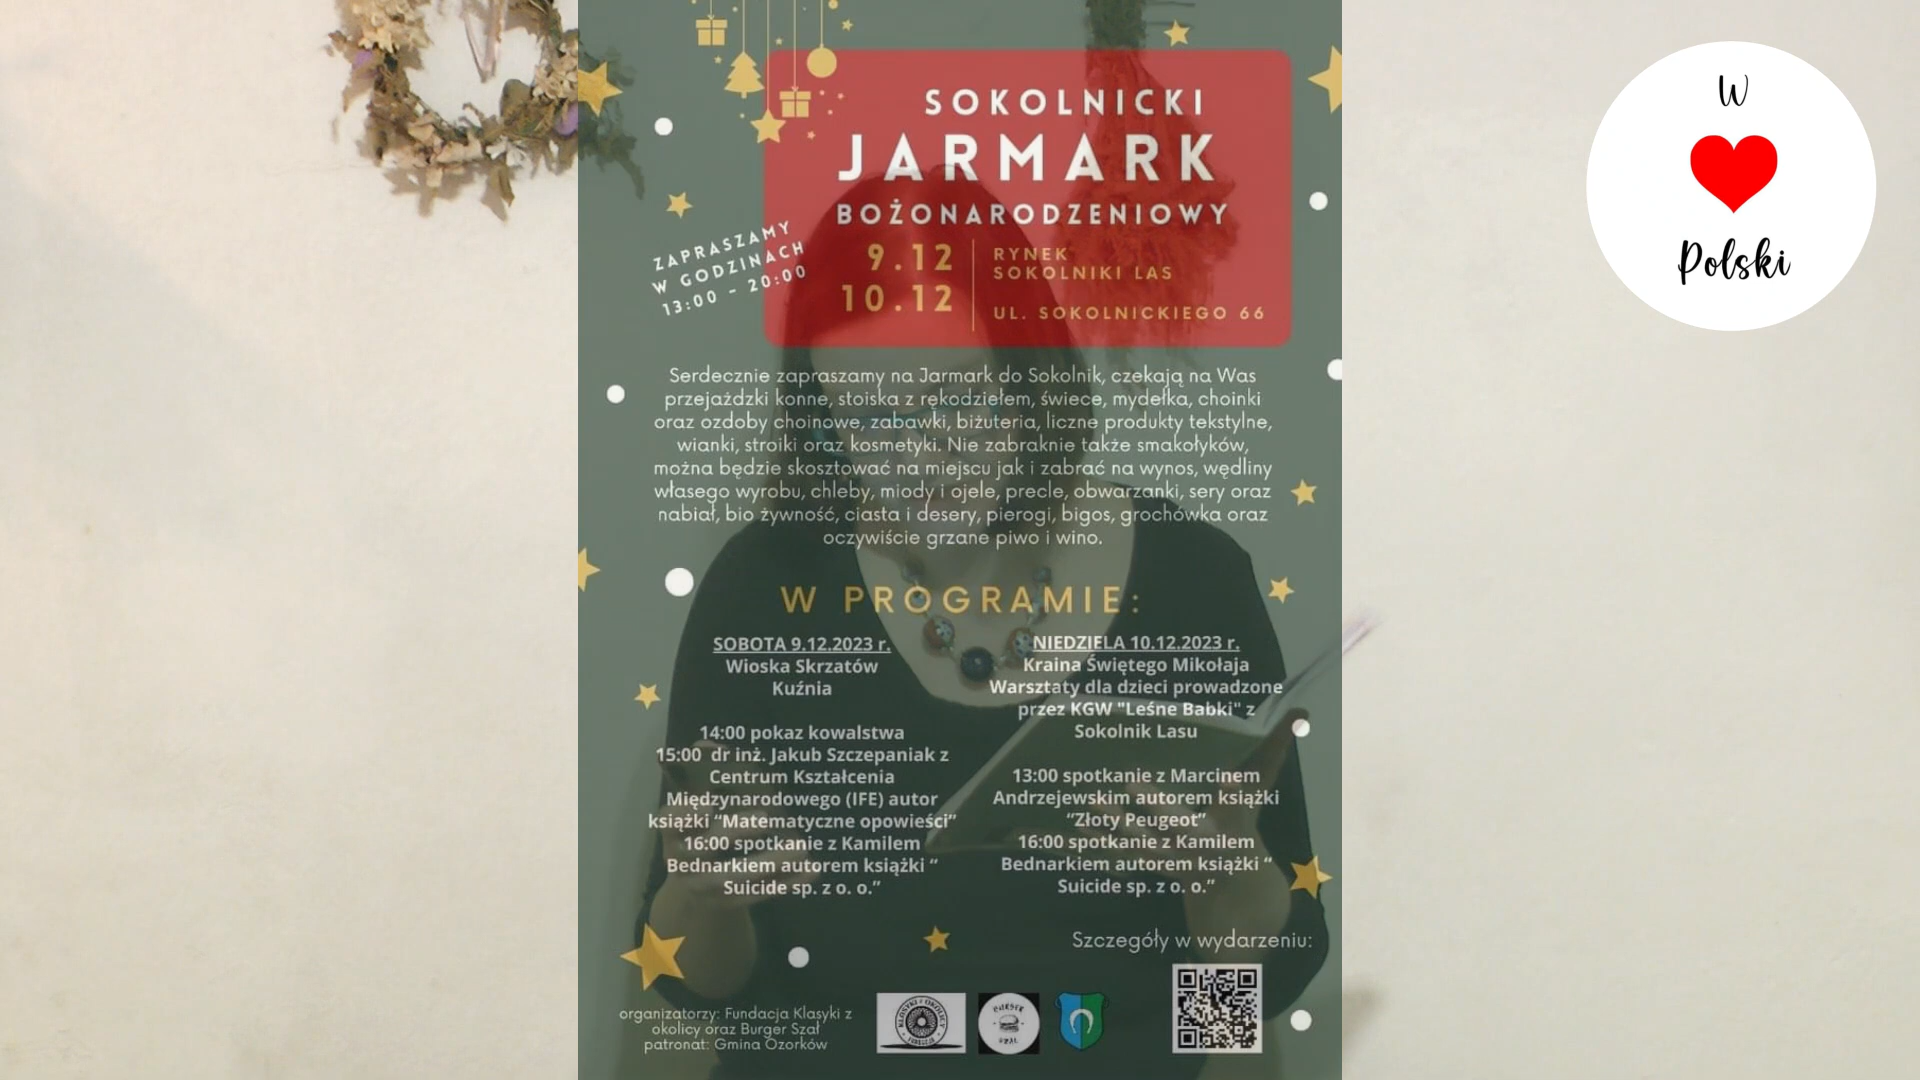 SOKOLNICKI
JARMARK
BOŻONARODZENIOWY
ZAPRASZAMY
W GODZINACH
13:00 - 20:00
9.12
10.12
RYNEK
SOKOLNIKI LAS
UL. SOKOLNICKIEGO 66
W
Polski
Serdecznie zapraszamy na Jarmark do Sokolnik, czekają na Was
przejażdzki konne, stoiska z rękodziełem, świece, mydełka, choinki
oraz ozdoby choinowe, zabawki, biżuteria, liczne produkty tekstylne,
wianki, stroiki oraz kosmetyki. Nie zabraknie także smakołyków,
można będzie skosztować na miejscu jak i zabrać na wynos, wędliny
własego wyrobu, chleby, miody i ojele, precle, obwarzanki, sery oraz
nabiał, bio żywność, ciasta i desery, pierogi, bigos, grochówka oraz
oczywiście grzane piwo i wino.
W PROGRAMIE:
SOBOTA 9.12.2023 r.
Wioska Skrzatów
Kuźnia
14:00 pokaz kowalstwa
15:00 dr inż. Jakub Szczepaniak z
Centrum Kształcenia
Międzynarodowego (IFE) autor
książki “Matematyczne opowieści”
16:00 spotkanie z Kamilem
Bednarkiem autorem książki “
Suicide sp. z o. o.”
NIEDZIELA 10.12.2023 r.
Kraina Świętego Mikołaja
Warsztaty dla dzieci prowadzone
przez KGW "Leśne Babki" z
Sokolnik Lasu
13:00 spotkanie z Marcinem
Andrzejewskim autorem książki
“Złoty Peugeot”
16:00 spotkanie z Kamilem
Bednarkiem autorem książki “
Suicide sp. z o. o.”
Szczegóły w wydarzeniu:
organizatorzy: Fundacja Klasyki z
okolicy oraz Burger Szał
patronat: Gmina Ozorków
KLASYKI Z OKOLICY
FUNDACJA
BURGER
SZAŁ